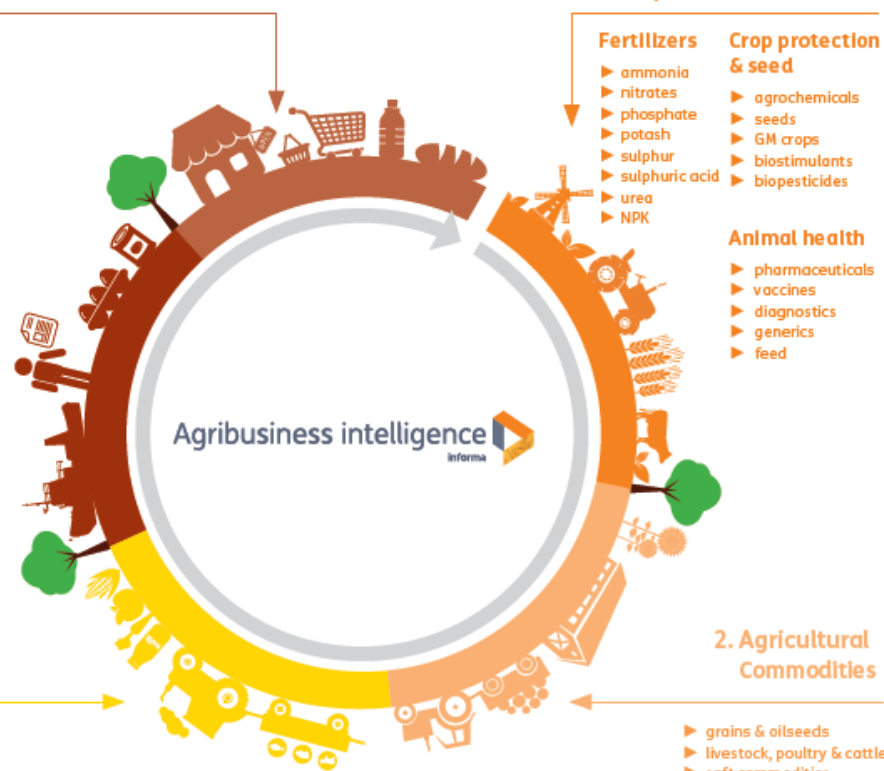 Fertilizers
ammonia
nitrates
phosphate
potash
sulphur
sulphuric acid
urea
NPK
Crop protection
& seed
agrochemicals
seeds
GM crops
biostimulants
biopesticides
Animal health
pharmaceuticals
vaccines
diagnostics
generics
feed
Agribusiness intelligence
informa
2. Agricultural
Commodities
grains & oilseeds
livestock, poultry & cattle